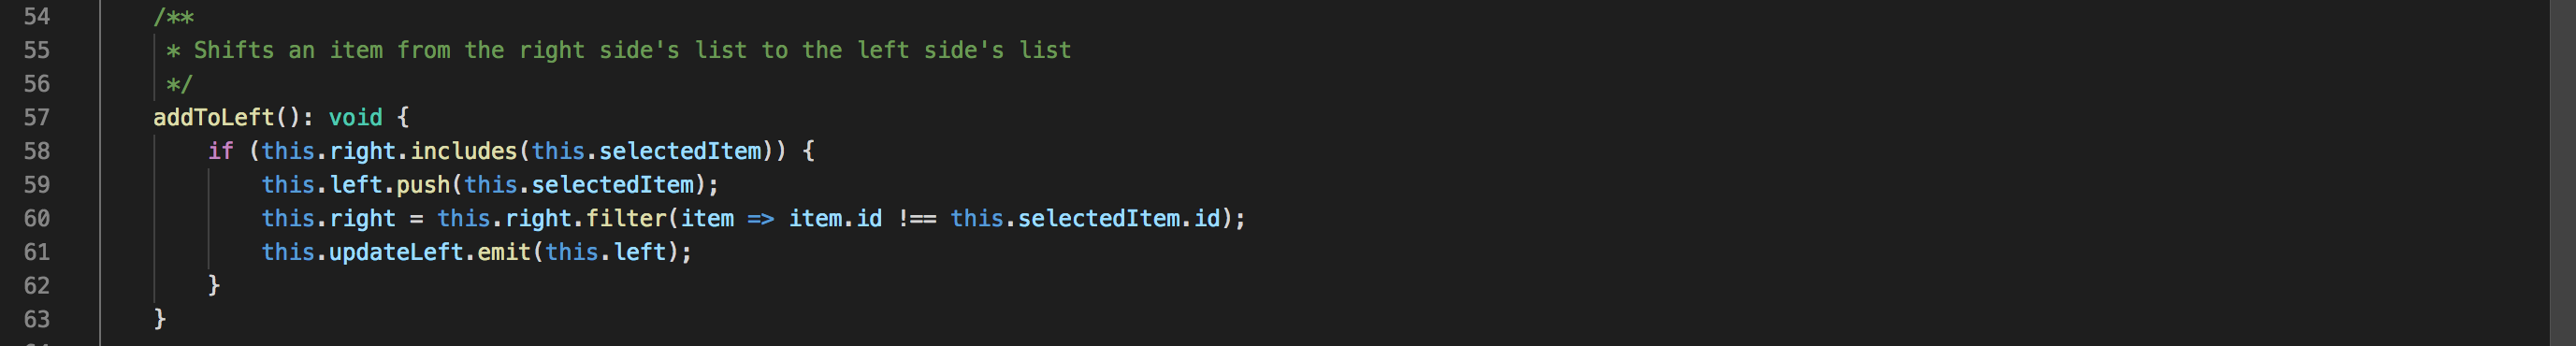 54 /**
55 * Shifts an item from the right side's list to the left side's list
56 */
57 addToLeft(): void {
58 if (this.right.includes(this.selectedItem)) {
59 this.left.push(this.selectedItem);
60 this.right = this.right.filter(item => item.id !== this.selectedItem.id);
61 this.updateLeft.emit(this.left);
62 }
63 }